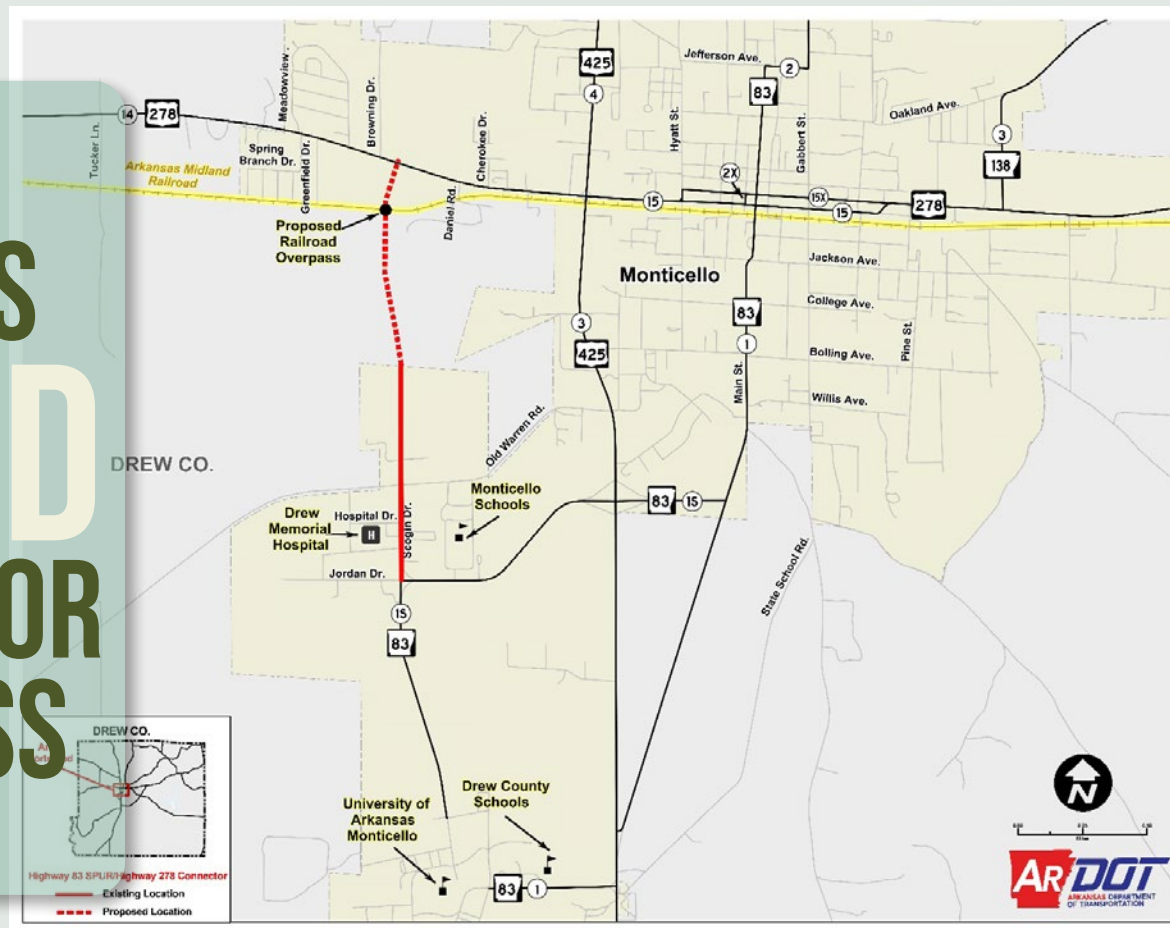 S
D
OR
SS
425
4
Jefferson Ave.
2
83
Meadowview
Browning Dr.
14
278
Tucker Ln.
Spring
Branch Dr.
Greenfield Dr.
Cherokee Dr.
Hyatt St.
Gabbert St.
Oakland Ave.
3
138
Arkansas Midland
Railroad
Daniel Rd.
2X
15
15X
15
278
Proposed
Railroad
Overpass
Monticello
Jackson Ave.
College Ave.
83
1
3
425
Bolling Ave.
Pine St.
Main St.
Willis Ave.
Old Warren Rd.
DREW CO.
Monticello
Schools
83
1S
Drew
Memorial
Hospital
Hospital Dr.
H
Scogin Dr.
Jordan Dr.
State School Rd.
1S
83
DREW CO.
University of
Arkansas
Monticello
Drew County
Schools
83
1
N
Highway 83 SPUR/Highway 278 Connector
Existing Location
Proposed Location
ARDOT
ARKANSAS DEPARTMENT
OF TRANSPORTATION